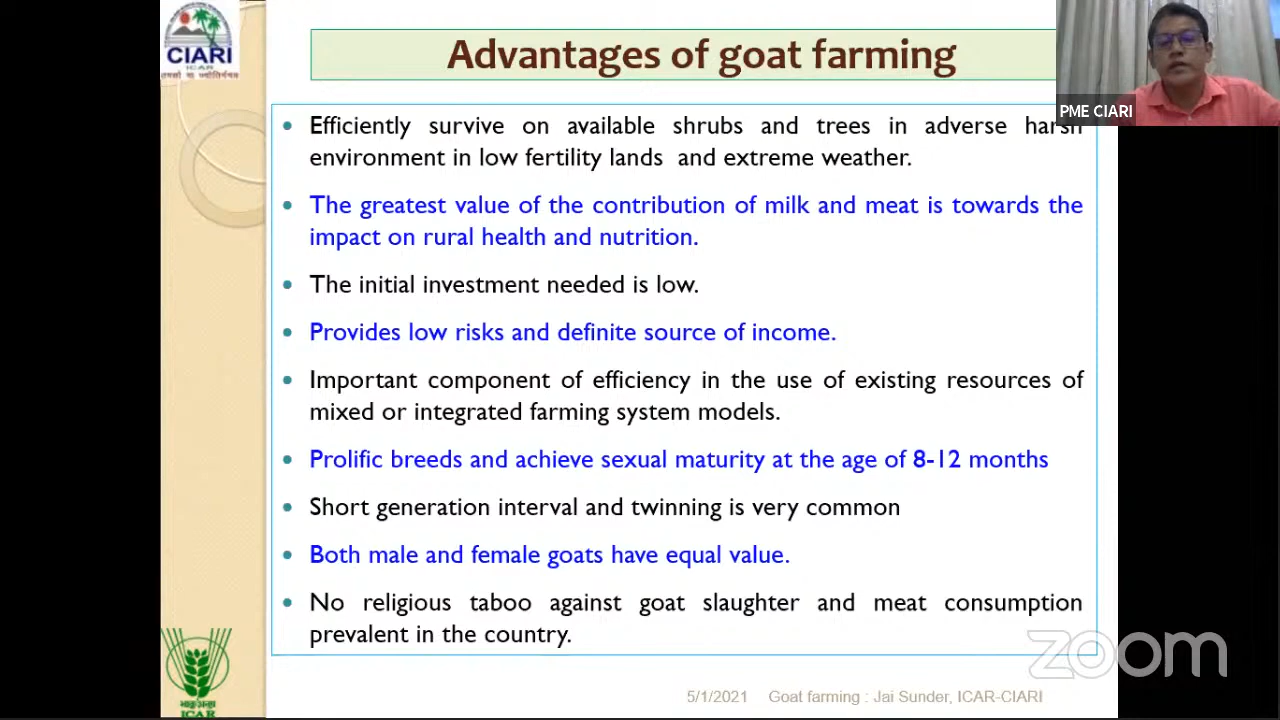 CIARI
ICAR
Advantages of goat farming
PME CIARI
• Efficiently survive on available shrubs and trees in adverse harsh
environment in low fertility lands and extreme weather.
• The greatest value of the contribution of milk and meat is towards the
impact on rural health and nutrition.
• The initial investment needed is low.
• Provides low risks and definite source of income.
• Important component of efficiency in the use of existing resources of
mixed or integrated farming system models.
• Prolific breeds and achieve sexual maturity at the age of 8-12 months
• Short generation interval and twinning is very common
• Both male and female goats have equal value.
• No religious taboo against goat slaughter and meat consumption
prevalent in the country.
zoom
ICAR
5/1/2021 Goat farming : Jai Sunder, ICAR-CIARI